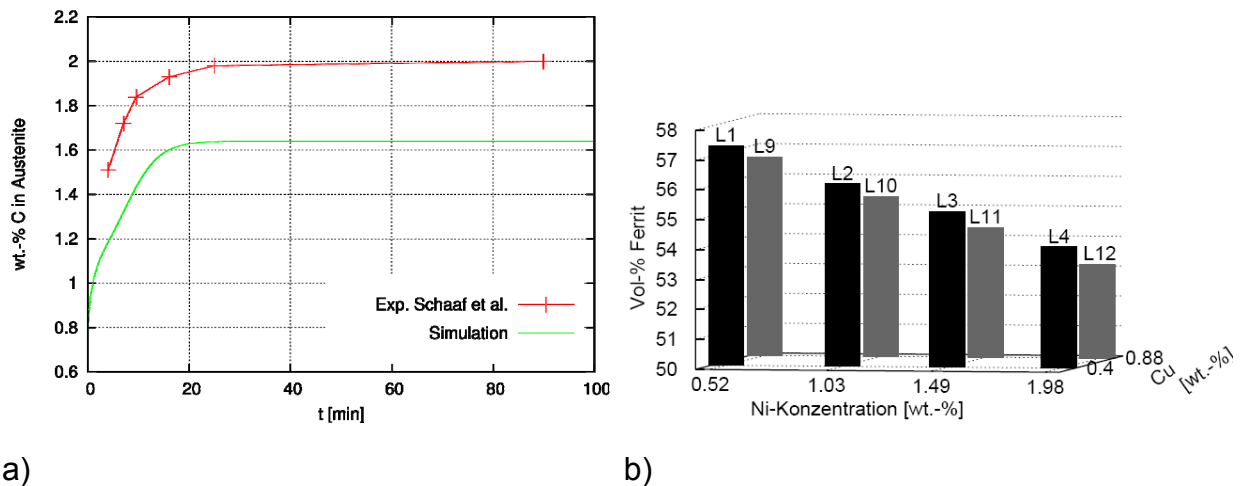 2.2
2
1.8
1.6
1.4
1.2
1
0.8
0.6
wt.-% C in Austenite
Exp. Schaaf et al.
Simulation
0 20 40 60 80 100
t [min]
a)
58
57
56
55
54
53
52
51
50
Vol-% Ferrit
L1 L9
L2 L10
L3 L11
L4 L12
0.52 1.03 1.49 1.98
Ni-Konzentration [wt.-%]
0.4 0.88
Cu [wt.-%]
b)